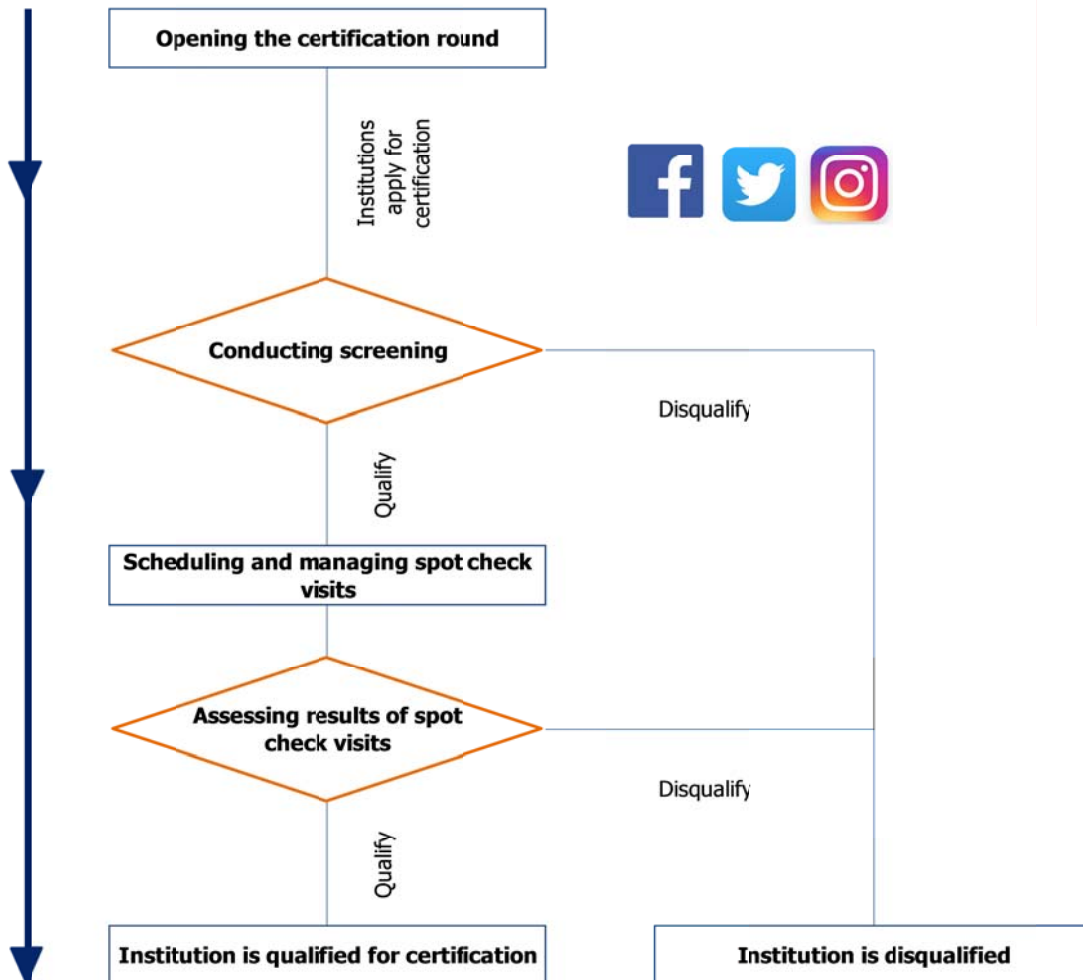 Opening the certification round
Institutions
apply for
certification
Conducting screening
Disqualify
Qualify
Scheduling and managing spot check
visits
Assessing results of spot
check visits
Disqualify
Qualify
Institution is qualified for certification
Institution is disqualified